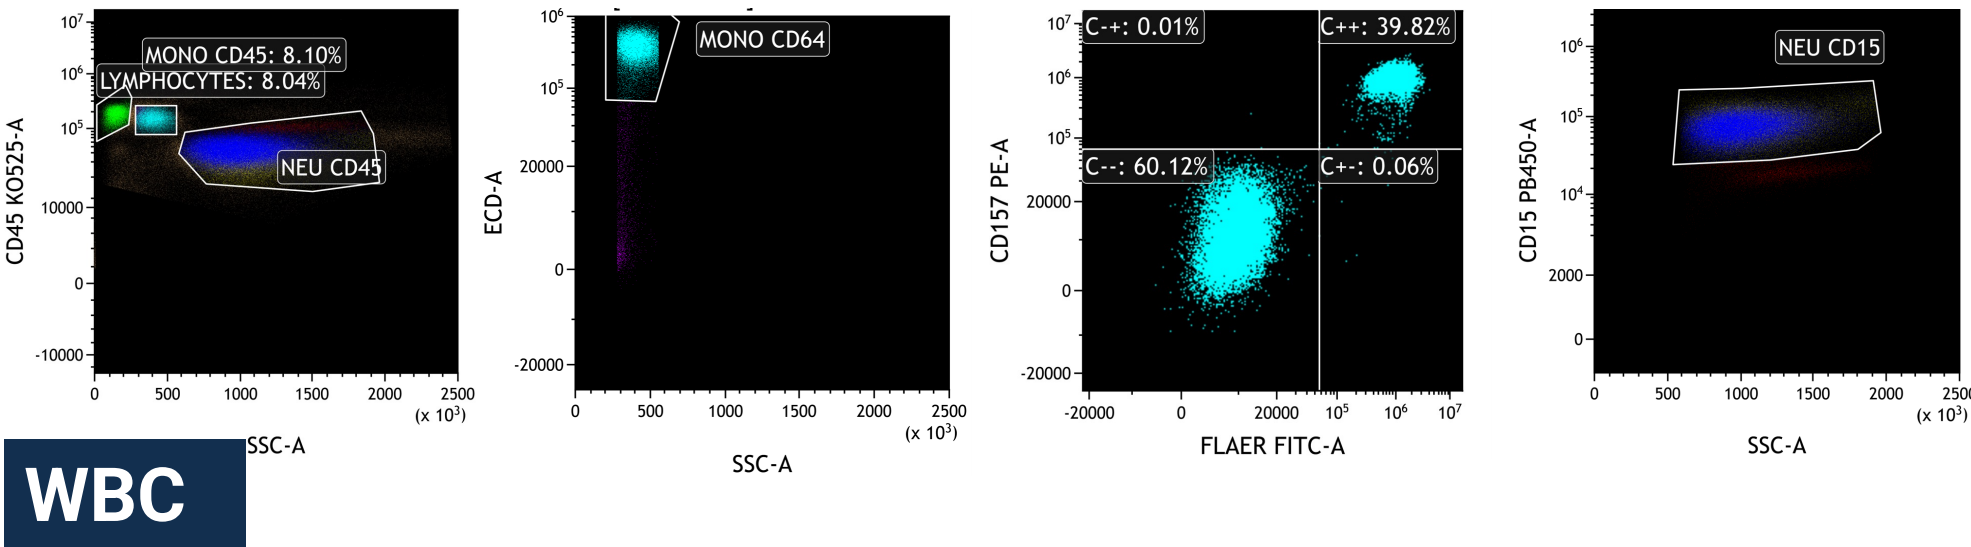 MONO CD45: 8.10%
LYMPHOCYTES: 8.04%
NEU CD45
CD45 KO525-A
10⁷
10⁶
10⁵
10000
0
-10000
0 500 1000 1500 2000 2500
(x 10³)
SSC-A
MONO CD64
ECD-A
10⁶
10⁵
20000
0
-20000
0 500 1000 1500 2000 2500
(x 10³)
SSC-A
C-+: 0.01%
C++: 39.82%
C--: 60.12%
C+-: 0.06%
CD157 PE-A
10⁷
10⁶
10⁵
20000
0
-20000
-20000 0 20000 10⁵ 10⁶ 10⁷
FLAER FITC-A
NEU CD15
CD15 PB450-A
10⁶
10⁵
10⁴
2000
0
0 500 1000 1500 2000 2500
(x 10³)
SSC-A
WBC